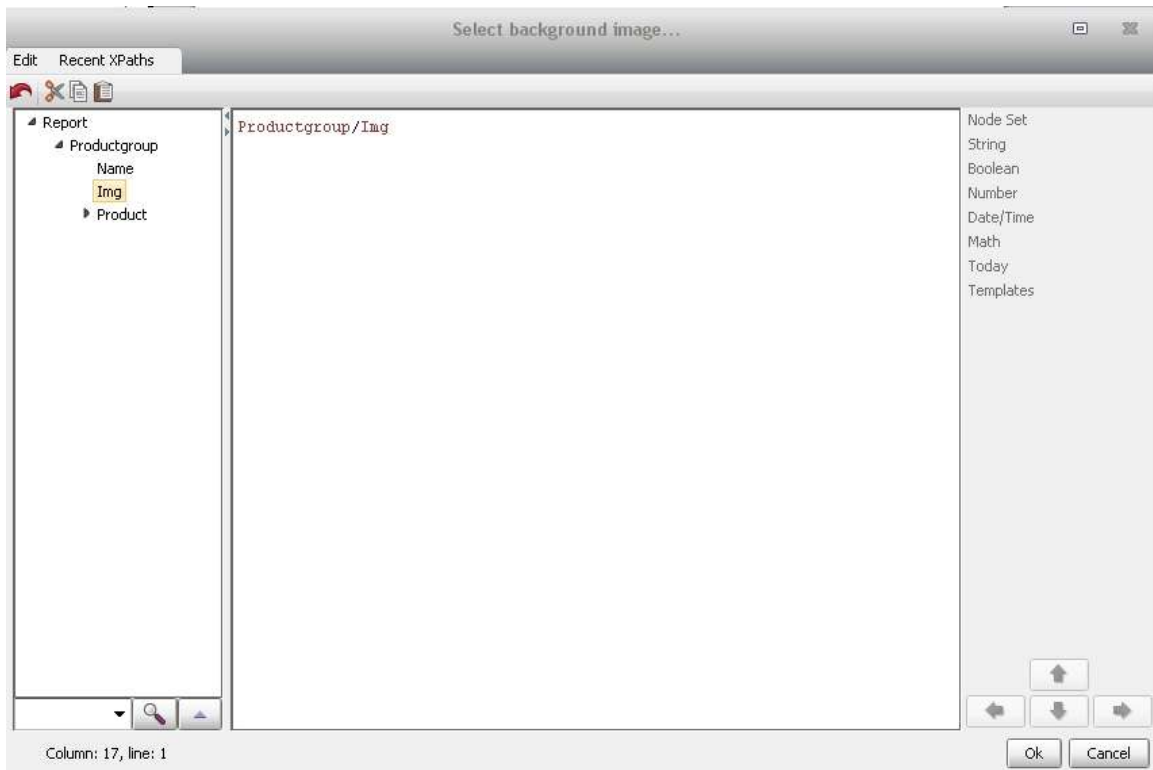 Select background image...
Edit Recent XPaths
Report
Productgroup
Name
Img
Product
Productgroup/Img
Node Set
String
Boolean
Number
Date/Time
Math
Today
Templates
Column: 17, line: 1
Ok Cancel